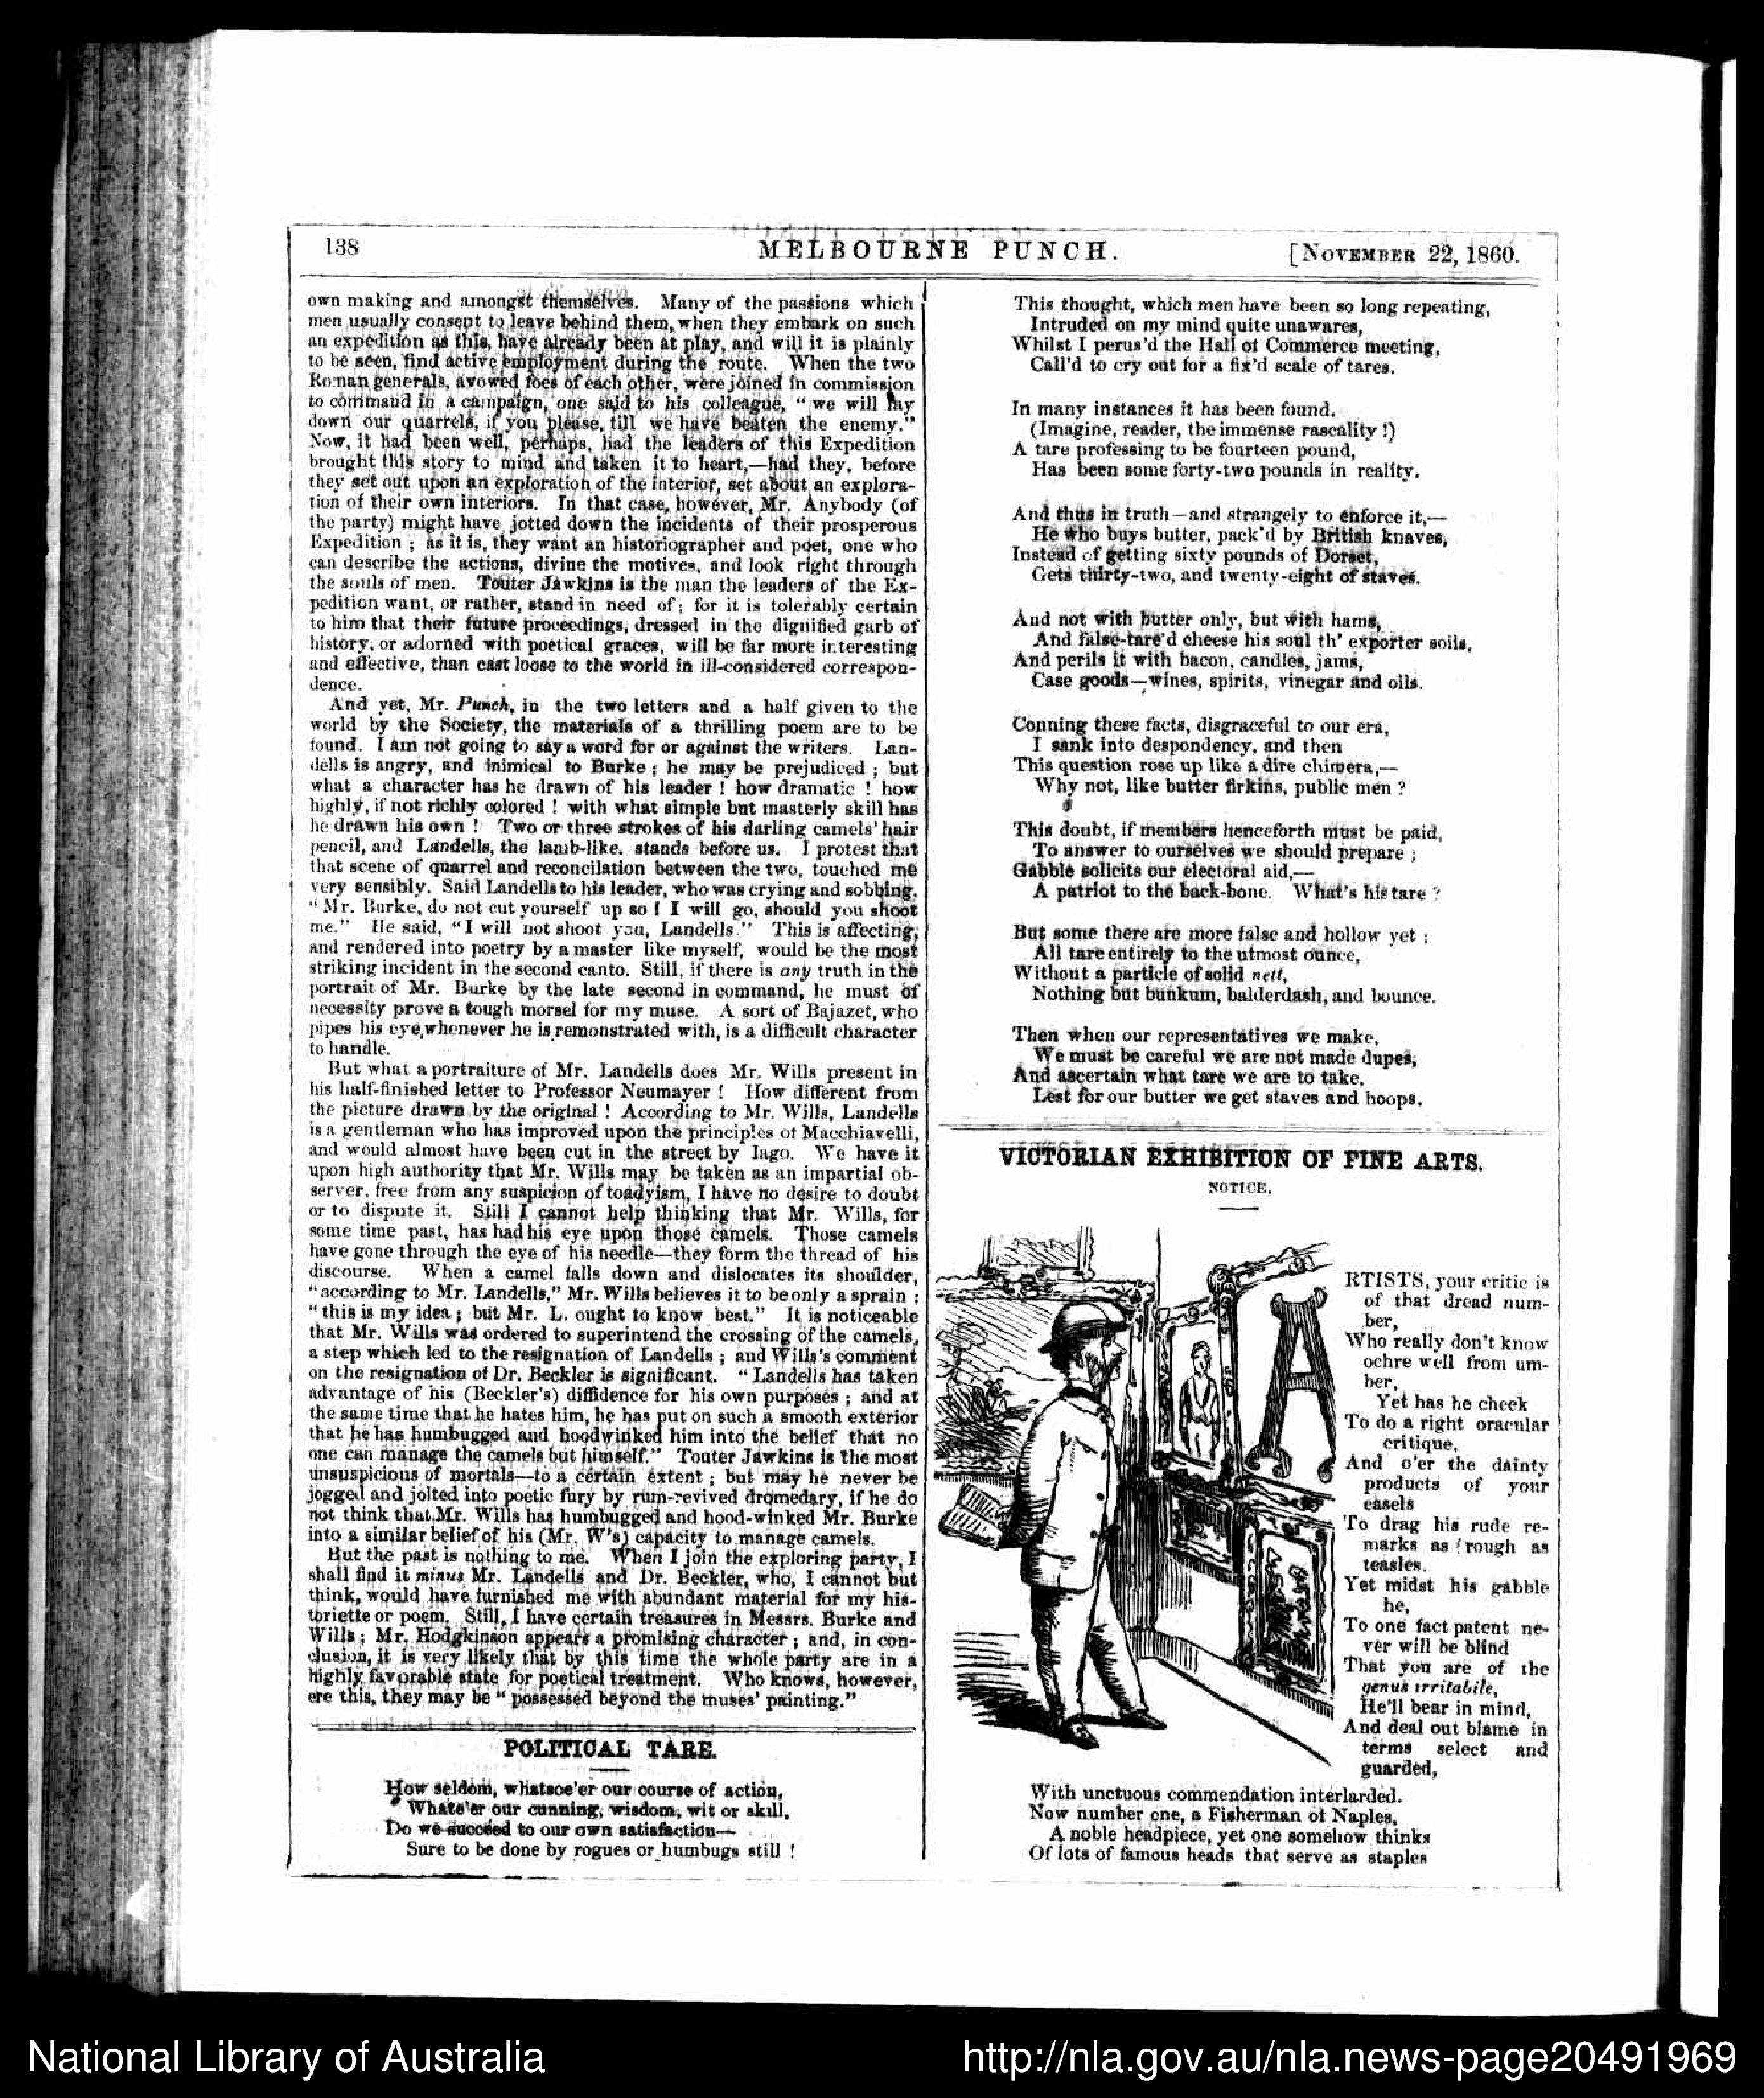 138
MELBOURNE PUNCH.
[NOVEMBER 22, 1860.
own making and amongst themselves. Many of the passions which
men usually consent to leave behind them, when they embark on such
an expedition as this, have already been at play, and will it is plainly
to be seen, find active employment during the route. When the two
Roman generals, avowed foes of each other, were joined in commission
to command in a campaign, one said to his colleague, "we will lay
down our quarrels, if you please, till we have beaten the enemy."
Now, it had been well, perhaps, had the leaders of this Expedition
brought this story to mind and taken it to heart,—had they, before
they set out upon an exploration of the interior, set about an explora-
tion of their own interiors. In that case, however, Mr. Anybody (of
the party) might have jotted down the incidents of their prosperous
Expedition ; as it is, they want an historiographer and poet, one who
can describe the actions, divine the motives, and look right through
the souls of men. Touter Jawkins is the man the leaders of the Ex-
pedition want, or rather, stand in need of; for it is tolerably certain
to him that their future proceedings, dressed in the dignified garb of
history, or adorned with poetical graces, will be far more interesting
and effective, than cast loose to the world in ill-considered correspon-
dence.
And yet, Mr. Punch, in the two letters and a half given to the
world by the Society, the materials of a thrilling poem are to be
found. I am not going to say a word for or against the writers. Lan-
dells is angry, and inimical to Burke ; he may be prejudiced ; but
what a character has he drawn of his leader ! how dramatic ! how
highly, if not richly colored ! with what simple but masterly skill has
he drawn his own ! Two or three strokes of his darling camels' hair
pencil, and Landells, the lamb-like, stands before us. I protest that
that scene of quarrel and reconcilation between the two, touched me
very sensibly. Said Landells to his leader, who was crying and sobbing.
"Mr. Burke, do not cut yourself up so ! I will go, should you shoot
me." He said, "I will not shoot you, Landells." This is affecting,
and rendered into poetry by a master like myself, would be the most
striking incident in the second canto. Still, if there is any truth in the
portrait of Mr. Burke by the late second in command, he must of
necessity prove a tough morsel for my muse. A sort of Bajazet, who
pipes his eye whenever he is remonstrated with, is a difficult character
to handle.
But what a portraiture of Mr. Landells does Mr. Wills present in
his half-finished letter to Professor Neumayer ! How different from
the picture drawn by the original ! According to Mr. Wills, Landells
is a gentleman who has improved upon the principles of Macchiavelli,
and would almost have been cut in the street by Iago. We have it
upon high authority that Mr. Wills may be taken as an impartial ob-
server, free from any suspicion of toadyism, I have no desire to doubt
or to dispute it. Still I cannot help thinking that Mr. Wills, for
some time past, has had his eye upon those camels. Those camels
have gone through the eye of his needle—they form the thread of his
discourse. When a camel falls down and dislocates its shoulder,
"according to Mr. Landells," Mr. Wills believes it to be only a sprain ;
"this is my idea ; but Mr. L. ought to know best." It is noticeable
that Mr. Wills was ordered to superintend the crossing of the camels,
a step which led to the resignation of Landells ; and Wills's comment
on the resignation of Dr. Beckler is significant. "Landells has taken
advantage of his (Beckler's) diffidence for his own purposes ; and at
the same time that he hates him, he has put on such a smooth exterior
that he has humbugged and hoodwinked him into the belief that no
one can manage the camels but himself." Touter Jawkins is the most
unsuspicious of mortals—to a certain extent ; but may he never be
jogged and jolted into poetic fury by rum-revived dromedary, if he do
not think that Mr. Wills has humbugged and hood-winked Mr. Burke
into a similar belief of his (Mr. W's) capacity to manage camels.
But the past is nothing to me. When I join the exploring party, I
shall find it minus Mr. Landells and Dr. Beckler, who, I cannot but
think, would have furnished me with abundant material for my his-
toriette or poem. Still, I have certain treasures in Messrs. Burke and
Wills ; Mr. Hodgkinson appears a promising character ; and, in con-
clusion, it is very likely that by this time the whole party are in a
highly favorable state for poetical treatment. Who knows, however,
ere this, they may be "possessed beyond the muses' painting."
POLITICAL TARE.
How seldom, whatsoe'er our course of action,
Whate'er our cunning, wisdom, wit or skill,
Do we succeed to our own satisfaction—
Sure to be done by rogues or humbugs still !
This thought, which men have been so long repeating,
Intruded on my mind quite unawares,
Whilst I perus'd the Hall of Commerce meeting,
Call'd to cry out for a fix'd scale of tares.
In many instances it has been found,
(Imagine, reader, the immense rascality !)
A tare professing to be fourteen pound,
Has been some forty-two pounds in reality.
And thus in truth—and strangely to enforce it,—
He who buys butter, pack'd by British knaves,
Instead of getting sixty pounds of Dorset,
Gets thirty-two, and twenty-eight of staves.
And not with butter only, but with hams,
And false-tare'd cheese his soul th' exporter soils,
And perils it with bacon, candles, jams,
Case goods—wines, spirits, vinegar and oils.
Conning these facts, disgraceful to our era,
I sank into despondency, and then
This question rose up like a dire chimera,—
Why not, like butter firkins, public men ?
This doubt, if members henceforth must be paid,
To answer to ourselves we should prepare ;
Gabble solicits our electoral aid,—
A patriot to the back-bone. What's his tare ?
But some there are more false and hollow yet ;
All tare entirely to the utmost ounce,
Without a particle of solid nett,
Nothing but bunkum, balderdash, and bounce.
Then when our representatives we make,
We must be careful we are not made dupes,
And ascertain what tare we are to take,
Lest for our butter we get staves and hoops.
VICTORIAN EXHIBITION OF FINE ARTS.
NOTICE.
A
RTISTS, your critic is
of that dread num-
ber,
Who really don't know
ochre well from um-
ber,
Yet has he cheek
To do a right oracular
critique,
And o'er the dainty
products of your
easels
To drag his rude re-
marks as rough as
teasles.
Yet midst his gabble
he,
To one fact patent ne-
ver will be blind
That you are of the
genus irritabile,
He'll bear in mind,
And deal out blame in
terms select and
guarded,
With unctuous commendation interlarded.
Now number one, a Fisherman of Naples,
A noble headpiece, yet one somehow thinks
Of lots of famous heads that serve as staples
National Library of Australia
http://nla.gov.au/nla.news-page20491969